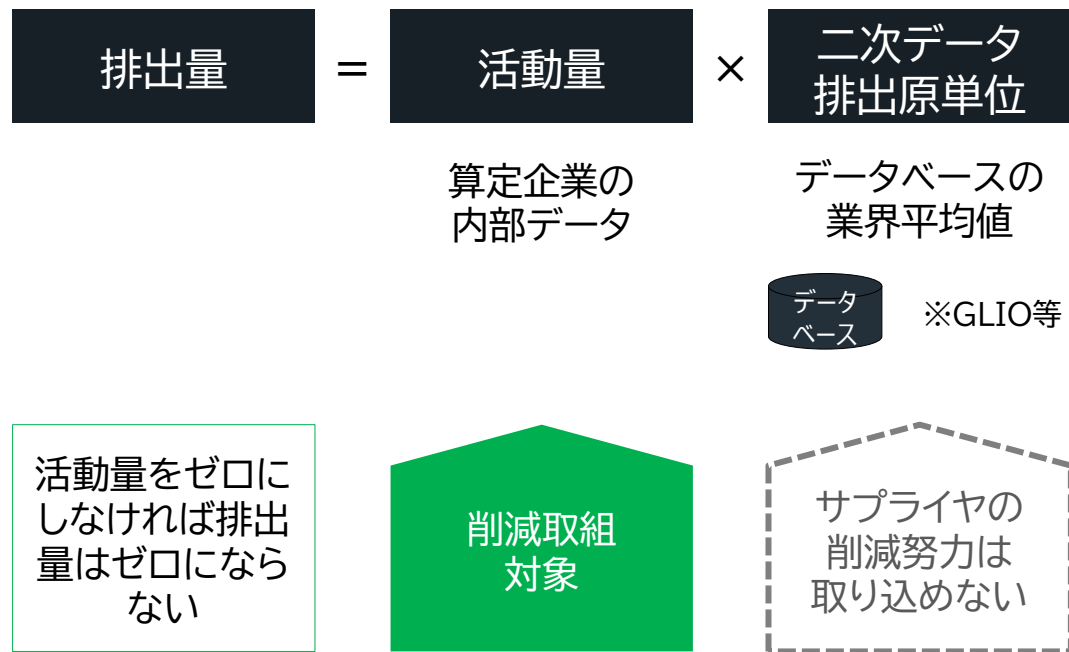 排出量
=
活動量
×
二次データ
排出原単位
算定企業の
内部データ
データベースの
業界平均値
データ
ベース
※GLIO等
活動量をゼロに
しなければ排出
量はゼロになら
ない
削減取組
対象
サプライヤの
削減努力は
取り込めない